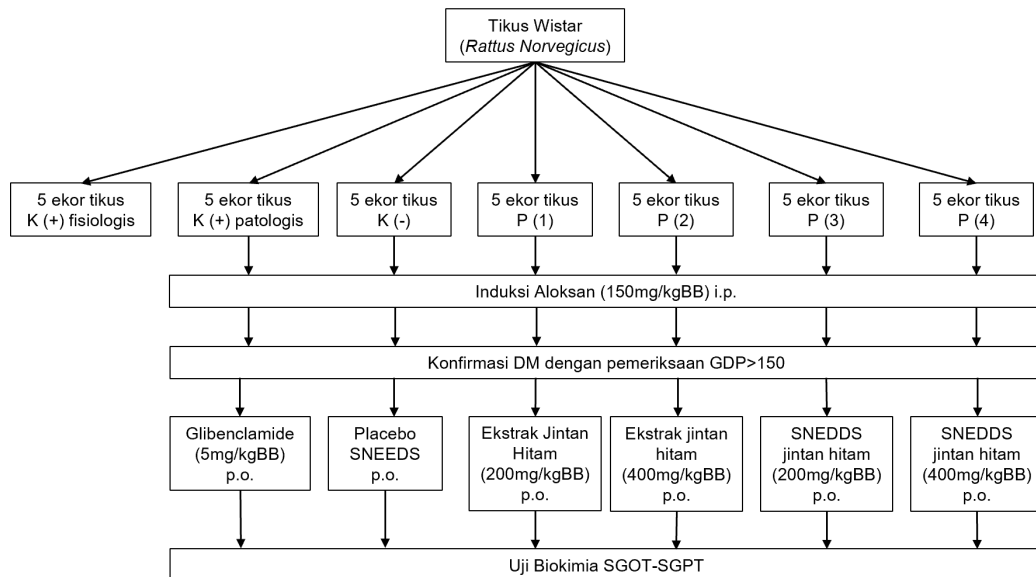 Tikus Wistar
(Rattus Norvegicus)
5 ekor tikus
K (+) fisiologis
5 ekor tikus
K (+) patologis
5 ekor tikus
K (-)
5 ekor tikus
P (1)
5 ekor tikus
P (2)
5 ekor tikus
P (3)
5 ekor tikus
P (4)
Induksi Aloksan (150mg/kgBB) i.p.
Konfirmasi DM dengan pemeriksaan GDP>150
Glibenclamide
(5mg/kgBB)
p.o.
Placebo
SNEEDS
p.o.
Ekstrak Jintan
Hitam
(200mg/kgBB)
p.o.
Ekstrak jintan
hitam
(400mg/kgBB)
p.o.
SNEDDS
jintan hitam
(200mg/kgBB)
p.o.
SNEDDS
jintan hitam
(400mg/kgBB)
p.o.
Uji Biokimia SGOT-SGPT